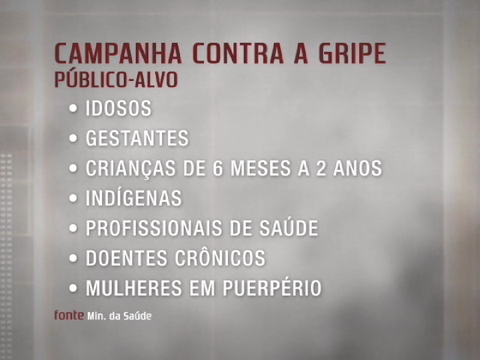 CAMPANHA CONTRA A GRIPE
PÚBLICO-ALVO
• IDOSOS
• GESTANTES
• CRIANÇAS DE 6 MESES A 2 ANOS
• INDÍGENAS
• PROFISSIONAIS DE SAÚDE
• DOENTES CRÔNICOS
• MULHERES EM PUERPÉRIO
fonte Min. da Saúde